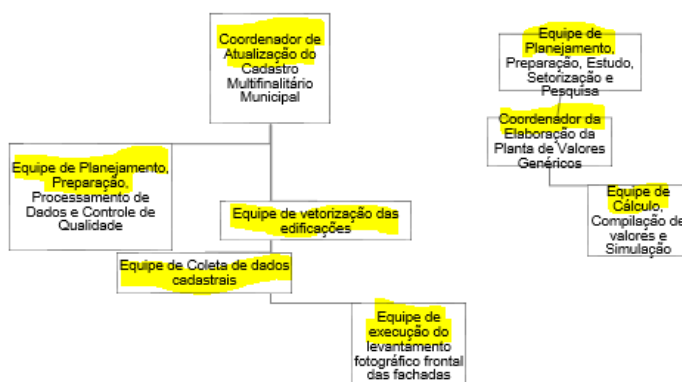 Coordenador de
Atualização do
Cadastro
Multifinalitário
Municipal
Equipe de Planejamento,
Preparação,
Processamento de
Dados e Controle de
Qualidade
Equipe de vetorização das
edificações
Equipe de Coleta de dados
cadastrais
Equipe de
execução do
levantamento
fotográfico frontal
das fachadas
Equipe de
Planejamento,
Preparação, Estudo,
Setorização e
Pesquisa
Coordenador da
Elaboração da
Planta de Valores
Genéricos
Equipe de
Cálculo,
Compilação de
valores e
Simulação